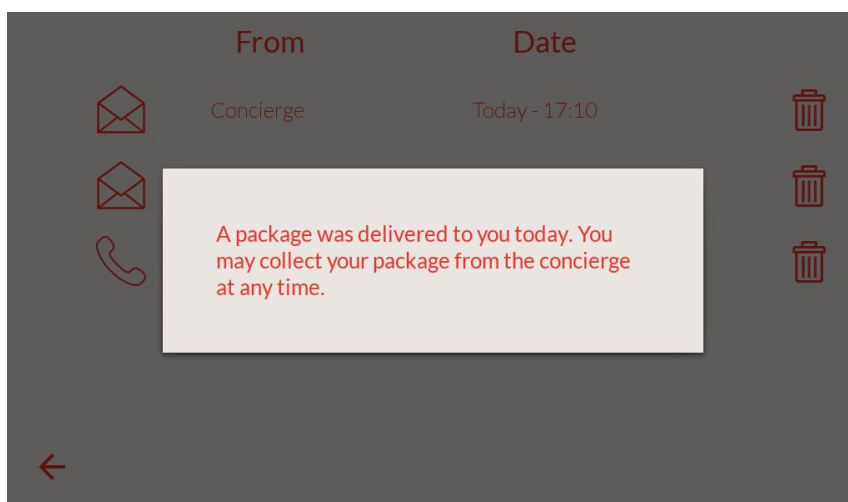 From Date
Concierge Today - 17:10
A package was delivered to you today. You
may collect your package from the concierge
at any time.